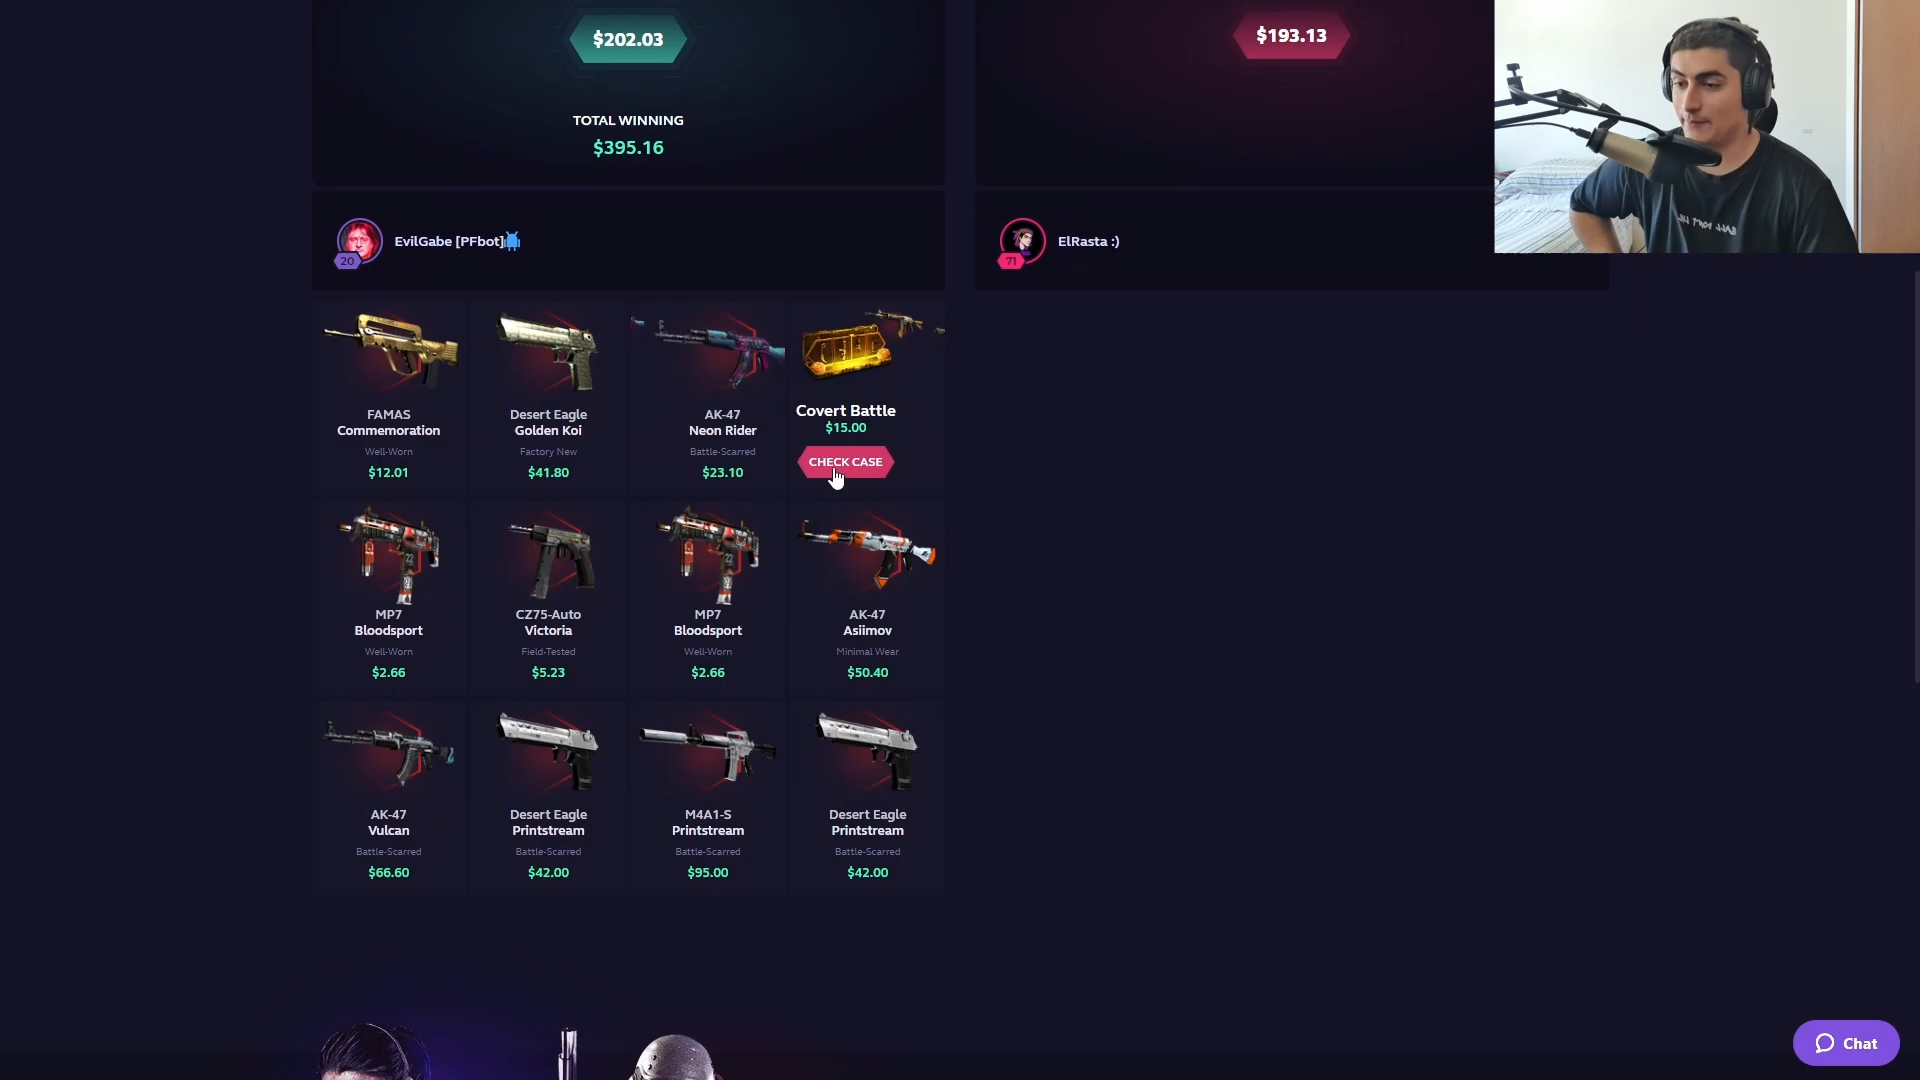 $202.03
$193.13
TOTAL WINNING
$395.16
EvilGabe [PFbot]
20
ElRasta :)
71
FAMAS
Commemoration
Well-Worn
$12.01
Desert Eagle
Golden Koi
Factory New
$41.80
AK-47
Neon Rider
Battle-Scarred
$23.10
Covert Battle
$15.00
CHECK CASE
MP7
Bloodsport
Well-Worn
$2.66
CZ75-Auto
Victoria
Field-Tested
$5.23
MP7
Bloodsport
Well-Worn
$2.66
AK-47
Asiimov
Minimal Wear
$50.40
AK-47
Vulcan
Battle-Scarred
$66.60
Desert Eagle
Printstream
Battle-Scarred
$42.00
M4A1-S
Printstream
Battle-Scarred
$95.00
Desert Eagle
Printstream
Battle-Scarred
$42.00
Chat